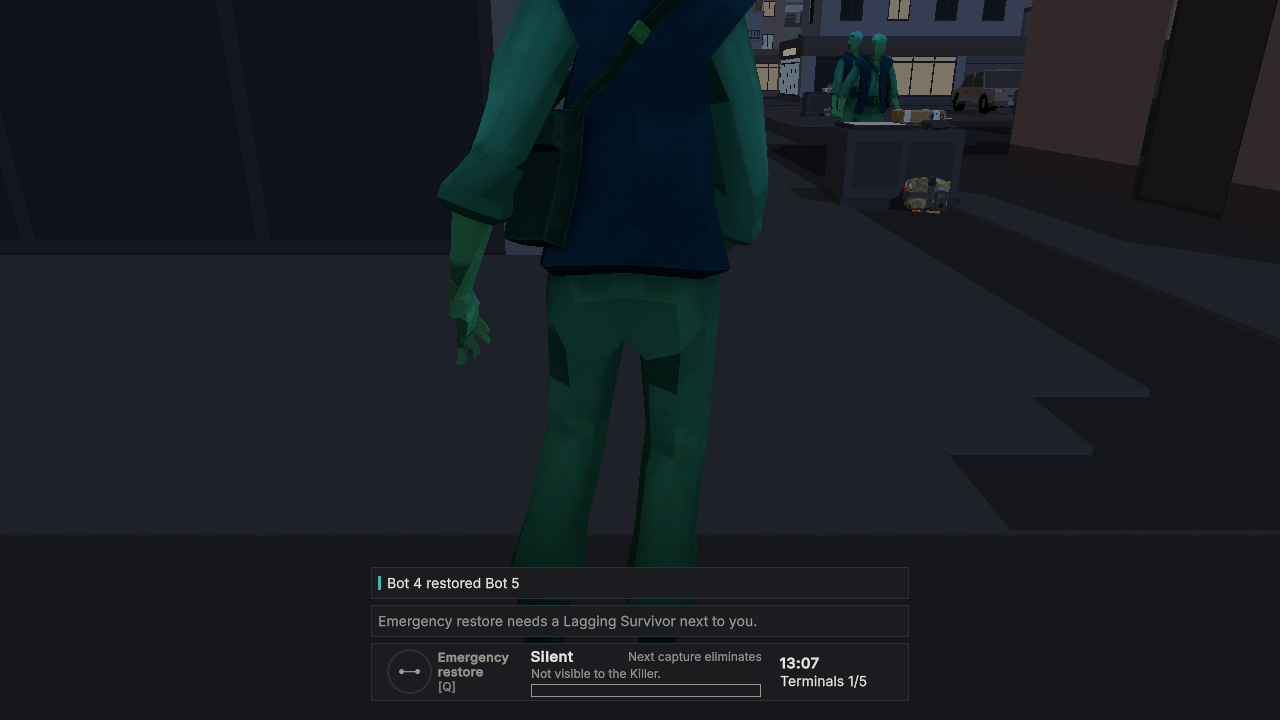 Bot 4 restored Bot 5
Emergency restore needs a Lagging Survivor next to you.
Emergency
restore
[Q]
Silent
Next capture eliminates
Not visible to the Killer.
13:07
Terminals 1/5